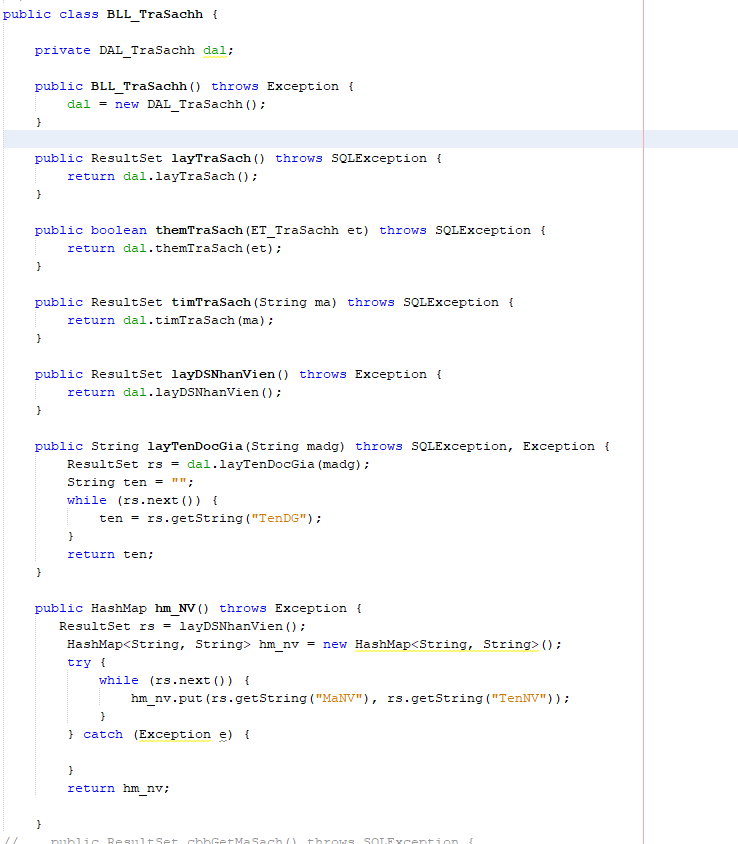 public class BLL_TraSachh {
private DAL_TraSachh dal;
public BLL_TraSachh() throws Exception {
dal = new DAL_TraSachh();
}
public ResultSet layTraSach() throws SQLException {
return dal.layTraSach();
}
public boolean themTraSach(ET_TraSachh et) throws SQLException {
return dal.themTraSach(et);
}
public ResultSet timTraSach(String ma) throws SQLException {
return dal.timTraSach(ma);
}
public ResultSet layDSNhanVien() throws Exception {
return dal.layDSNhanVien();
}
public String layTenDocGia(String madg) throws SQLException, Exception {
ResultSet rs = dal.layTenDocGia(madg);
String ten = "";
while (rs.next()) {
ten = rs.getString("TenDG");
}
return ten;
}
public HashMap hm_NV() throws Exception {
ResultSet rs = layDSNhanVien();
HashMap<String, String> hm_nv = new HashMap<String, String>();
try {
while (rs.next()) {
hm_nv.put(rs.getString("MaNV"), rs.getString("TenNV"));
}
} catch (Exception e) {
}
return hm_nv;
}
// public ResultSet cbbGetMaSach() throws SQLException {